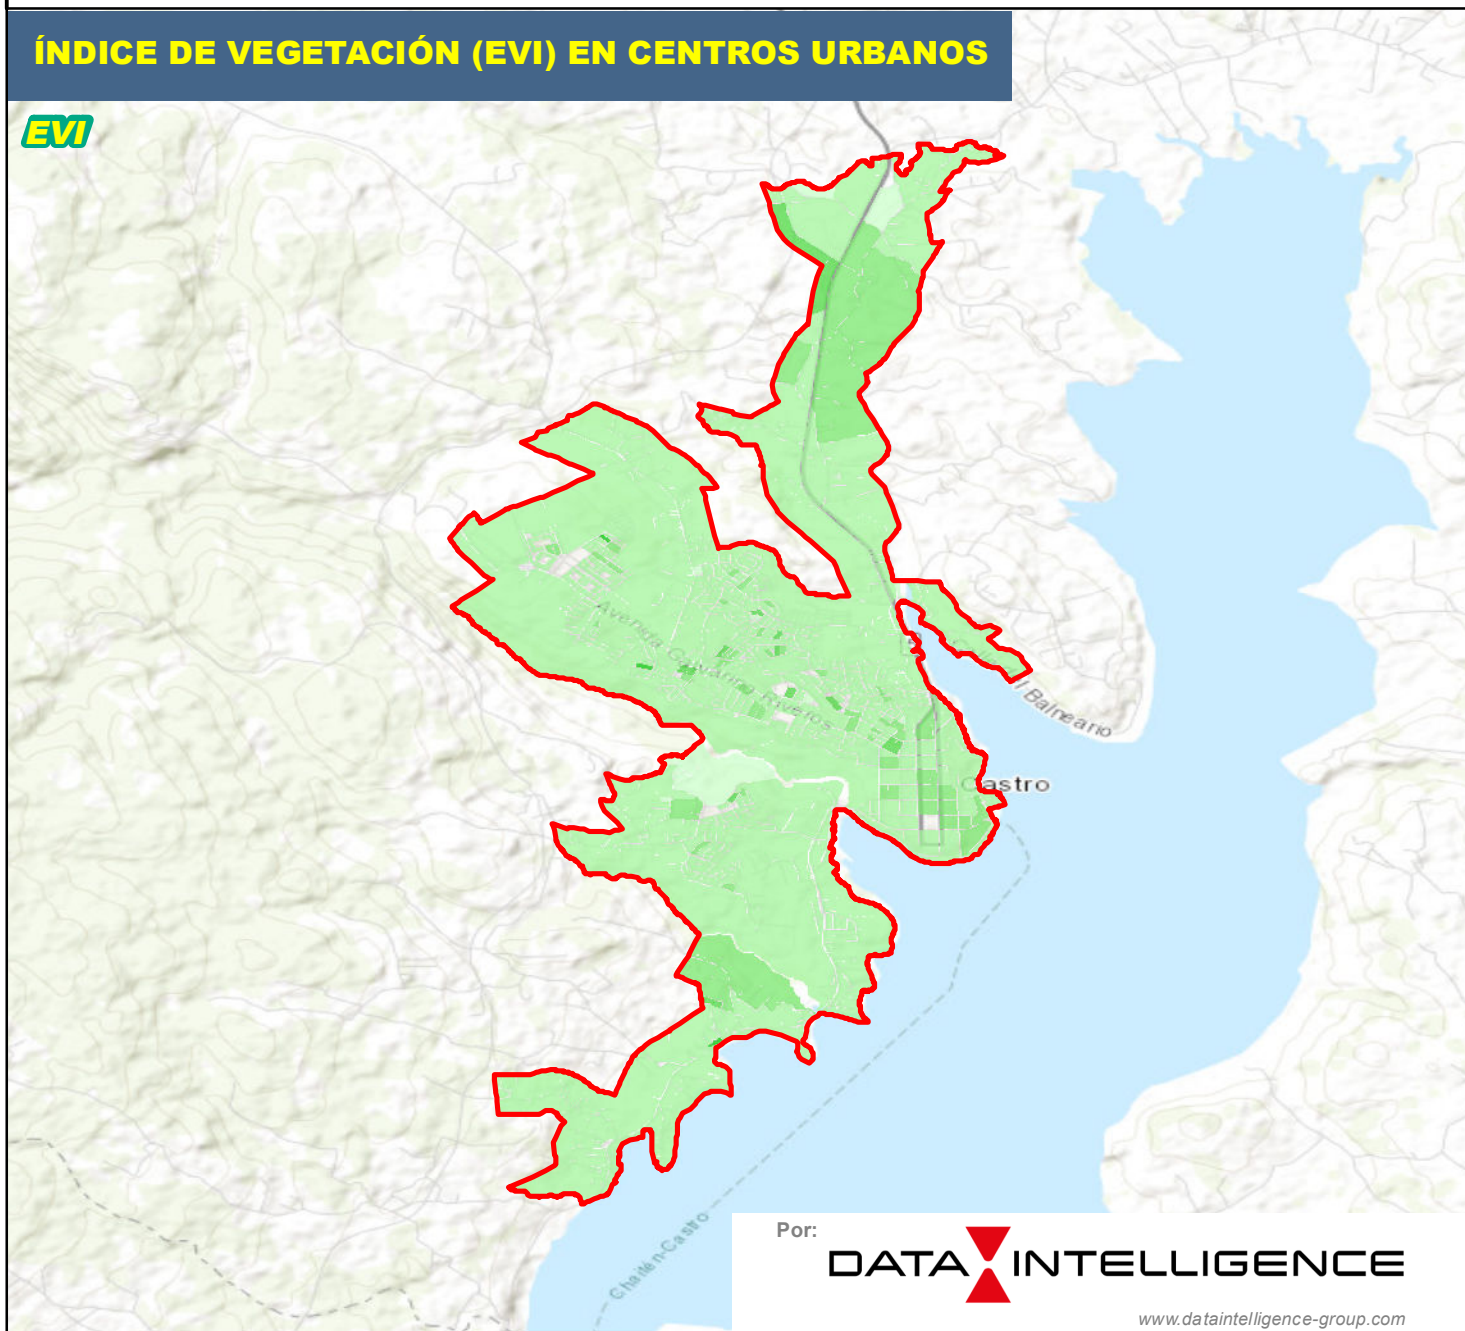 ÍNDICE DE VEGETACIÓN (EVI) EN CENTROS URBANOS
EVI
Avenida Galvarino Riveros
Balneario
Castro
Chaitén-Castro
Por:
DATA INTELLIGENCE
www.dataintelligence-group.com